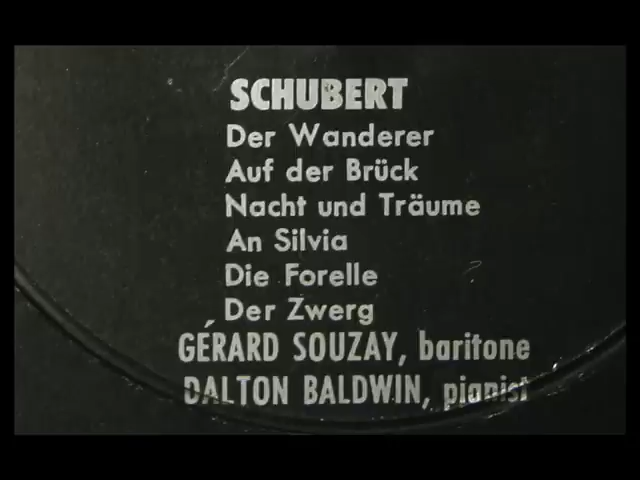 SCHUBERT
Der Wanderer
Auf der Brück
Nacht und Träume
An Silvia
Die Forelle
Der Zwerg
GÉRARD SOUZAY, baritone
DALTON BALDWIN, pianist